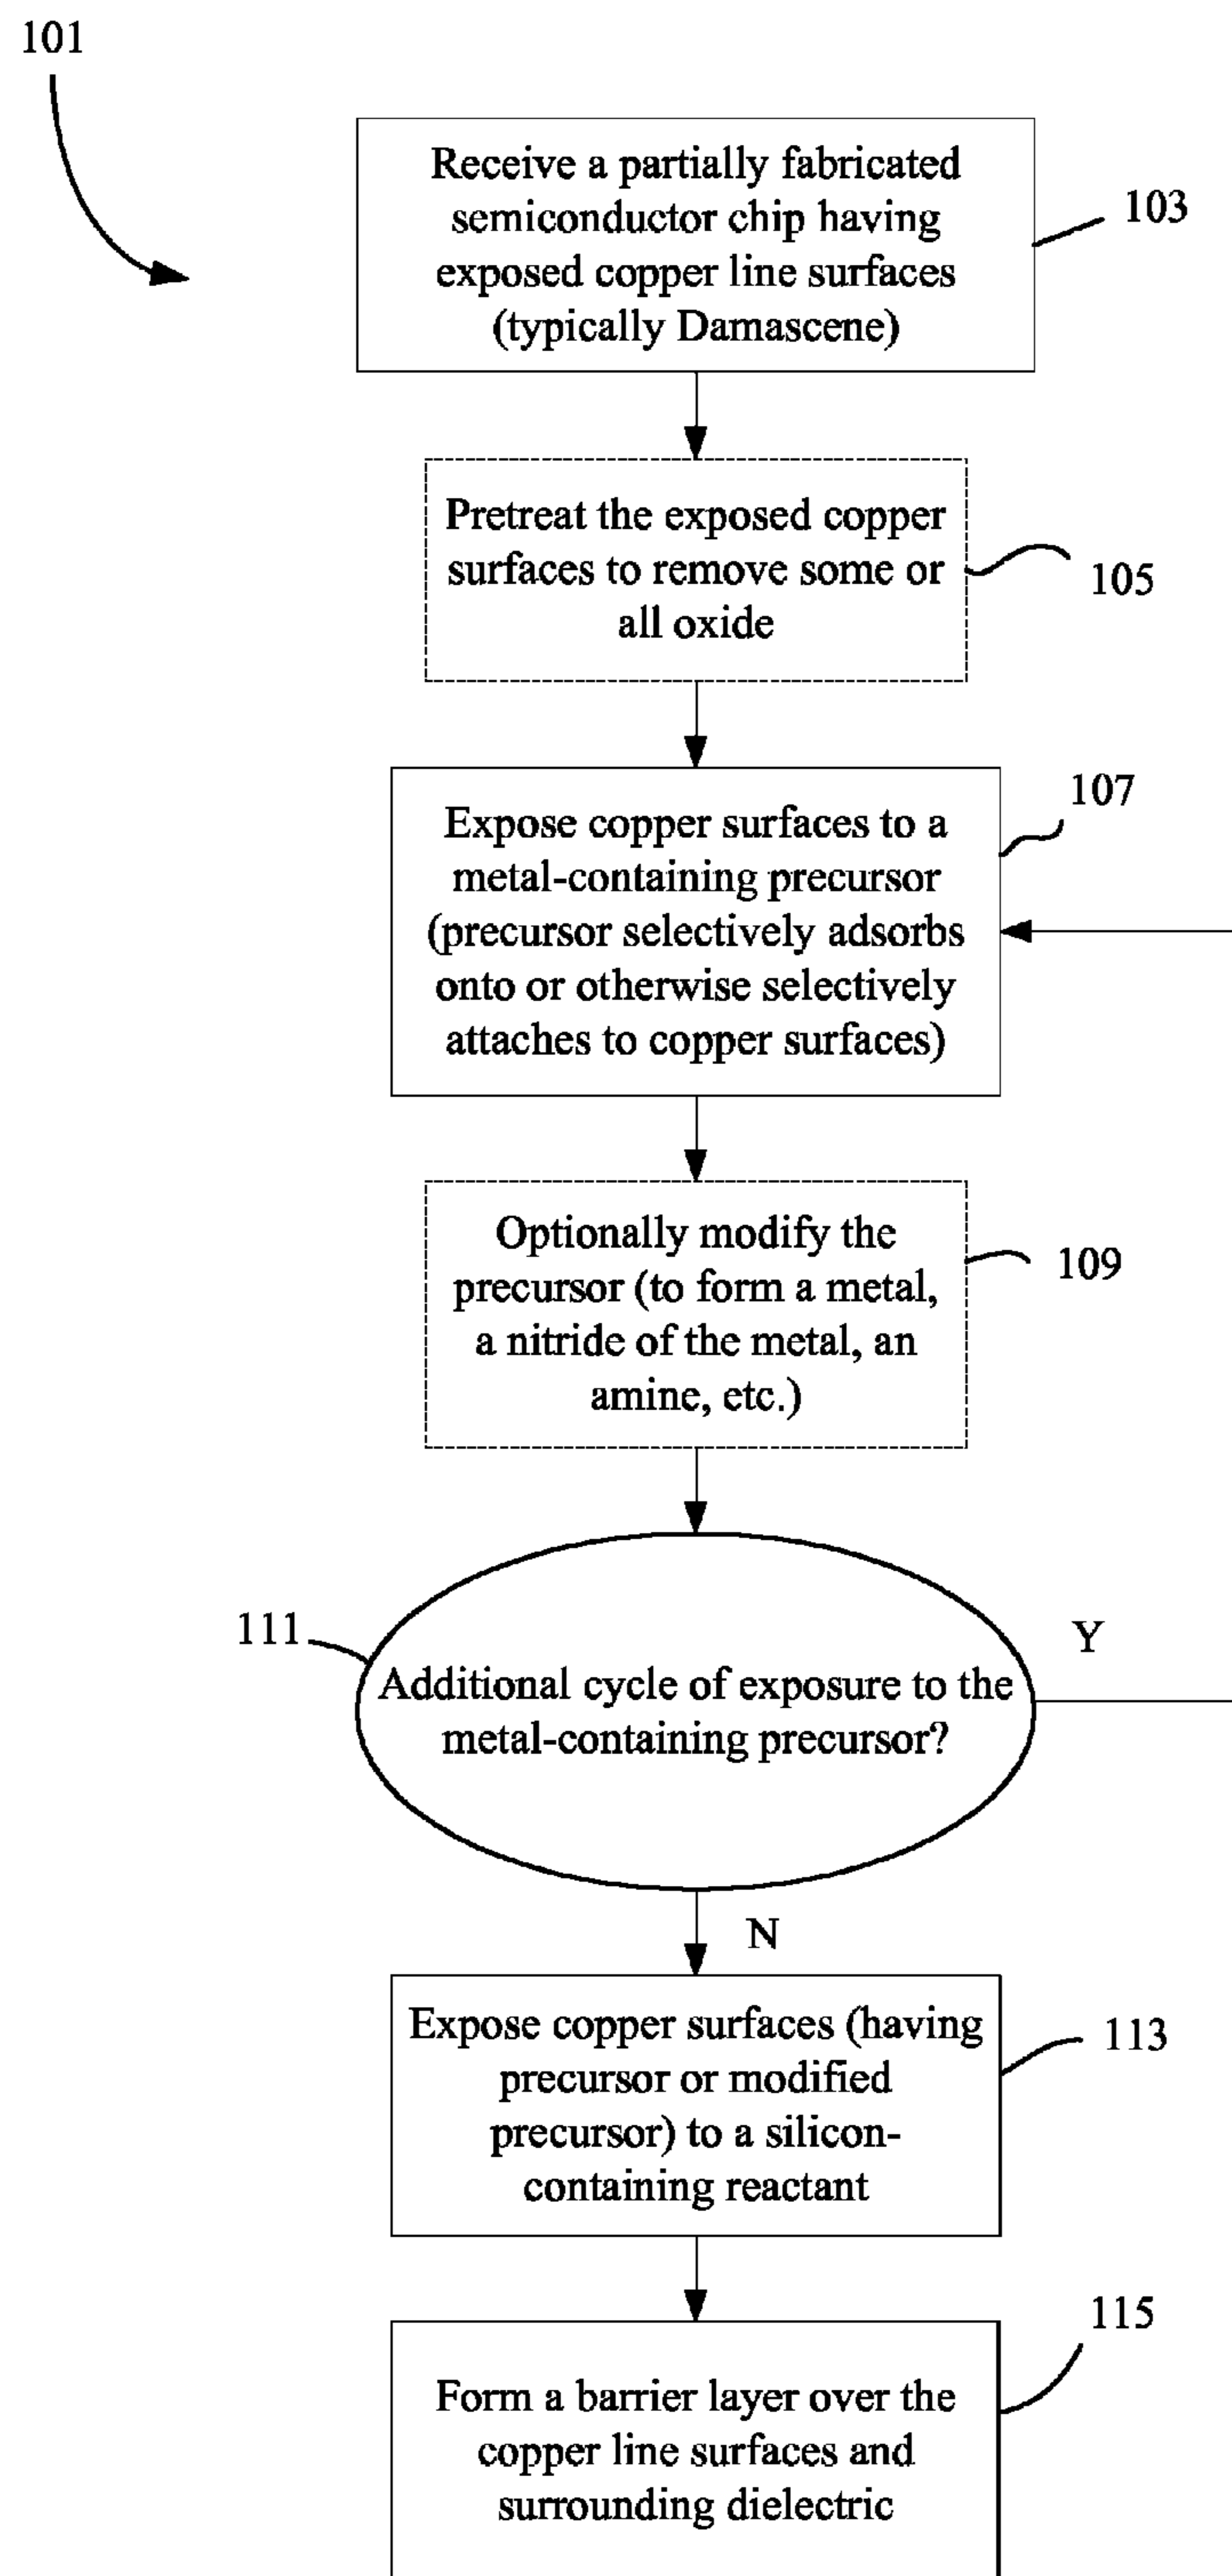 101
Receive a partially fabricated
semiconductor chip having
exposed copper line surfaces
(typically Damascene)
103
Pretreat the exposed copper
surfaces to remove some or
all oxide
105
Expose copper surfaces to a
metal-containing precursor
(precursor selectively adsorbs
onto or otherwise selectively
attaches to copper surfaces)
107
Optionally modify the
precursor (to form a metal,
a nitride of the metal, an
amine, etc.)
109
111
Additional cycle of exposure to the
metal-containing precursor?
Y
N
Expose copper surfaces (having
precursor or modified
precursor) to a silicon-
containing reactant
113
Form a barrier layer over the
copper line surfaces and
surrounding dielectric
115